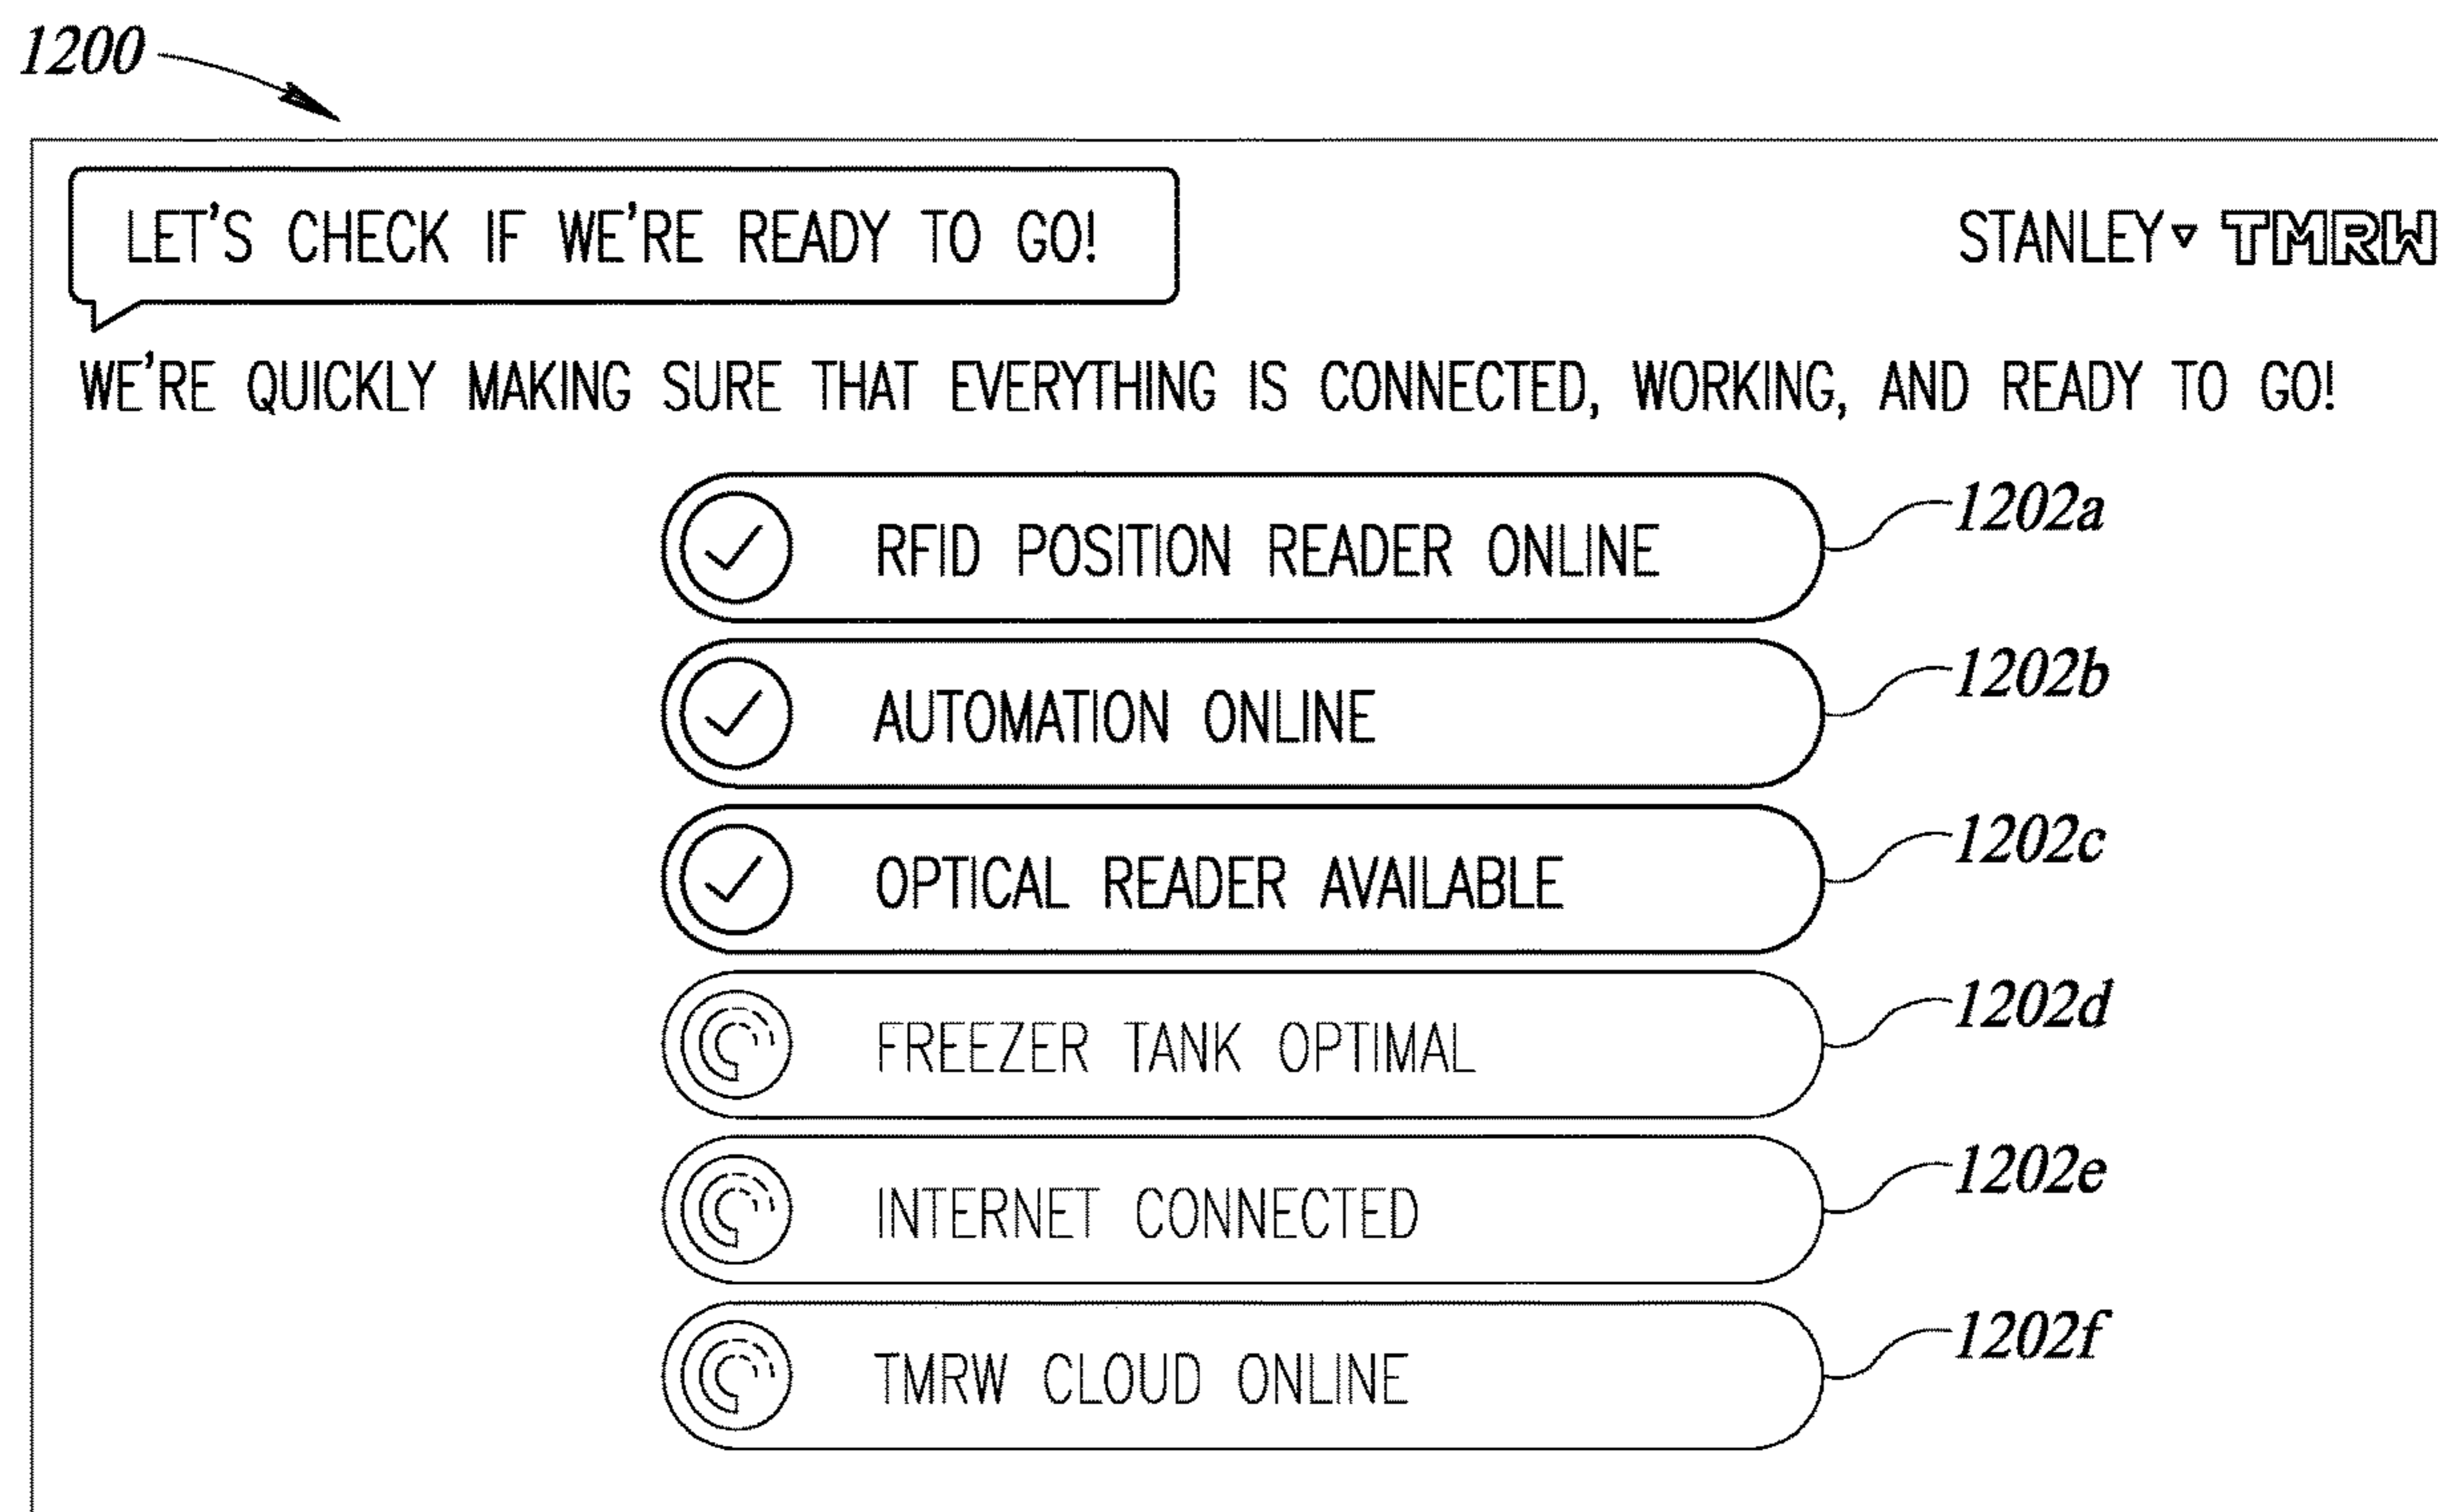 1200
LET'S CHECK IF WE'RE READY TO GO!
STANLEY▿ TMRW
WE'RE QUICKLY MAKING SURE THAT EVERYTHING IS CONNECTED, WORKING, AND READY TO GO!
RFID POSITION READER ONLINE 1202a
AUTOMATION ONLINE 1202b
OPTICAL READER AVAILABLE 1202c
FREEZER TANK OPTIMAL 1202d
INTERNET CONNECTED 1202e
TMRW CLOUD ONLINE 1202f